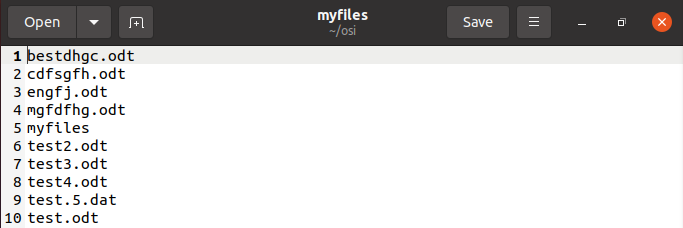 Open
myfiles
~/osi
Save
1 bestdhgc.odt
2 cdfsgfh.odt
3 engfj.odt
4 mgfdfhg.odt
5 myfiles
6 test2.odt
7 test3.odt
8 test4.odt
9 test.5.dat
10 test.odt